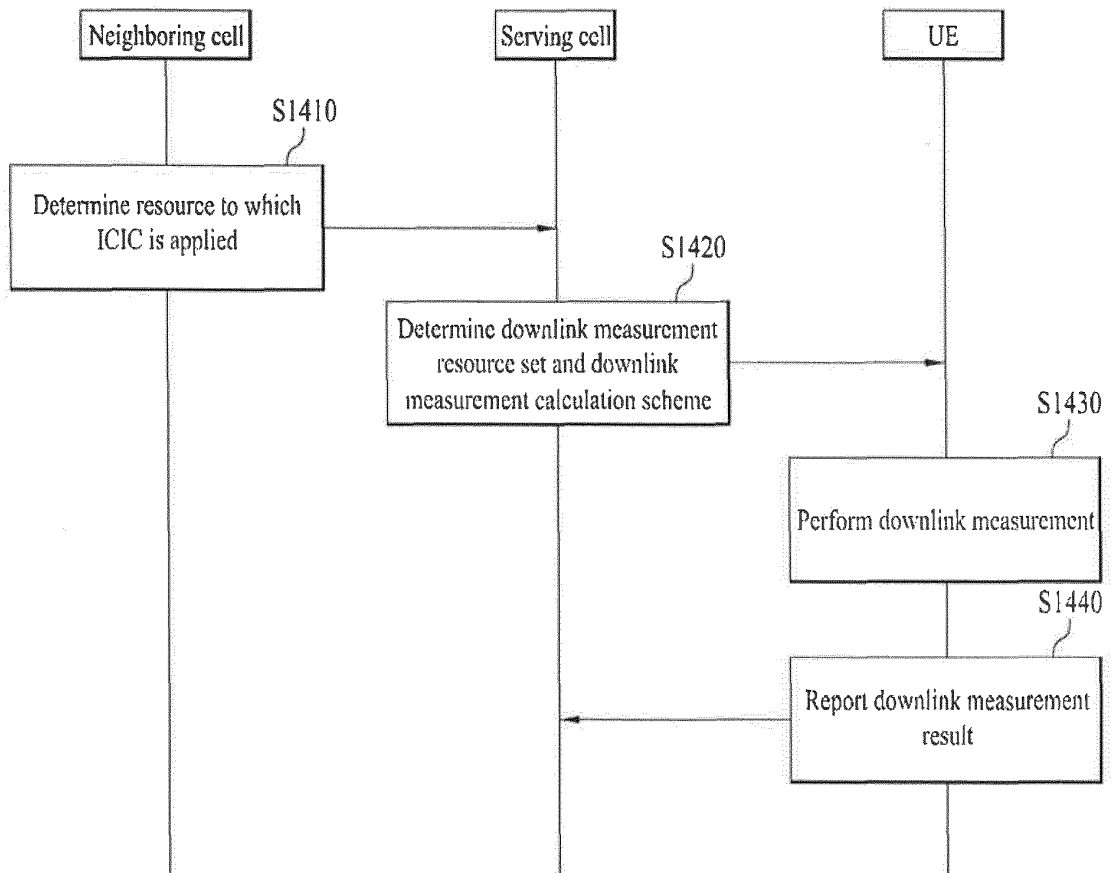 Neighboring cell
Serving cell
UE
S1410
Determine resource to which
ICIC is applied
S1420
Determine downlink measurement
resource set and downlink
measurement calculation scheme
S1430
Perform downlink measurement
S1440
Report downlink measurement
result